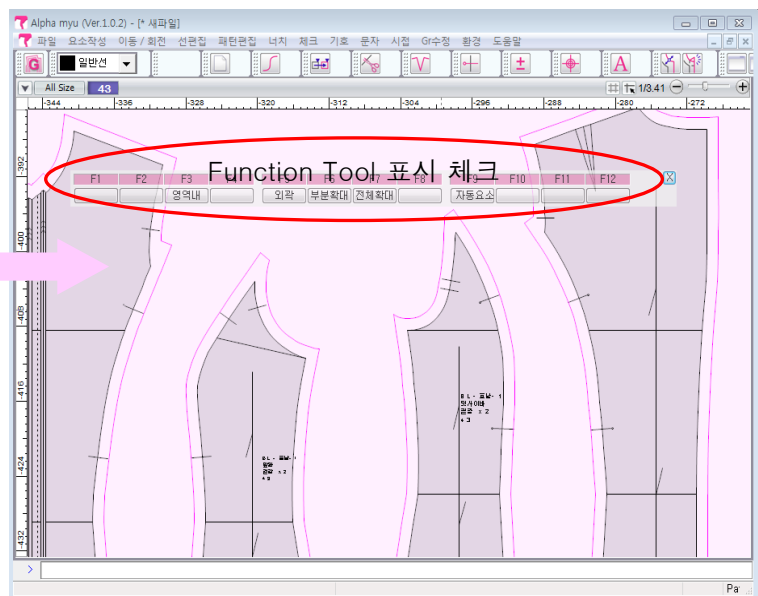 Alpha myu (Ver.1.0.2) - [* 새파일]
파일 요소작성 이동 / 회전 선편집 패턴편집 너치 체크 기호 문자 시접 Gr수정 환경 도움말
G 일반선 A
All Size 43 1/3.41
-344 -336 -328 -320 -312 -304 -296 -288 -280 -272
Function Tool 표시 체크
F1 F2 F3 F7 F8 F9 F10 F11 F12 X
영역내 외곽 부분확대 전체확대 자동요소
-392
-400
-408
-416
-424
-432
>